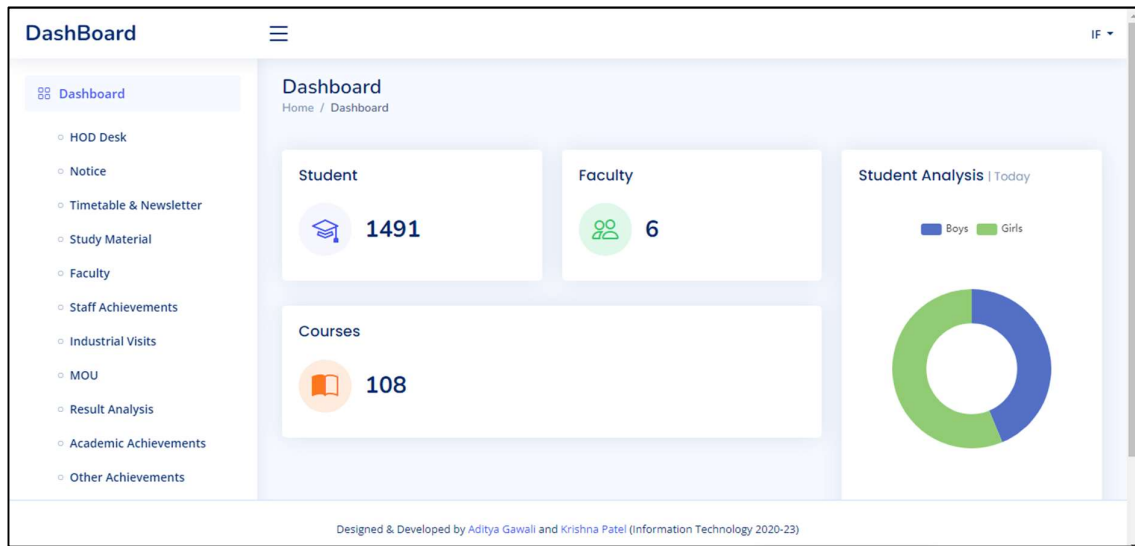 DashBoard
IF
Dashboard
HOD Desk
Notice
Timetable & Newsletter
Study Material
Faculty
Staff Achievements
Industrial Visits
MOU
Result Analysis
Academic Achievements
Other Achievements
Dashboard
Home / Dashboard
Student
1491
Faculty
6
Courses
108
Student Analysis | Today
Boys Girls
Designed & Developed by Aditya Gawali and Krishna Patel (Information Technology 2020-23)